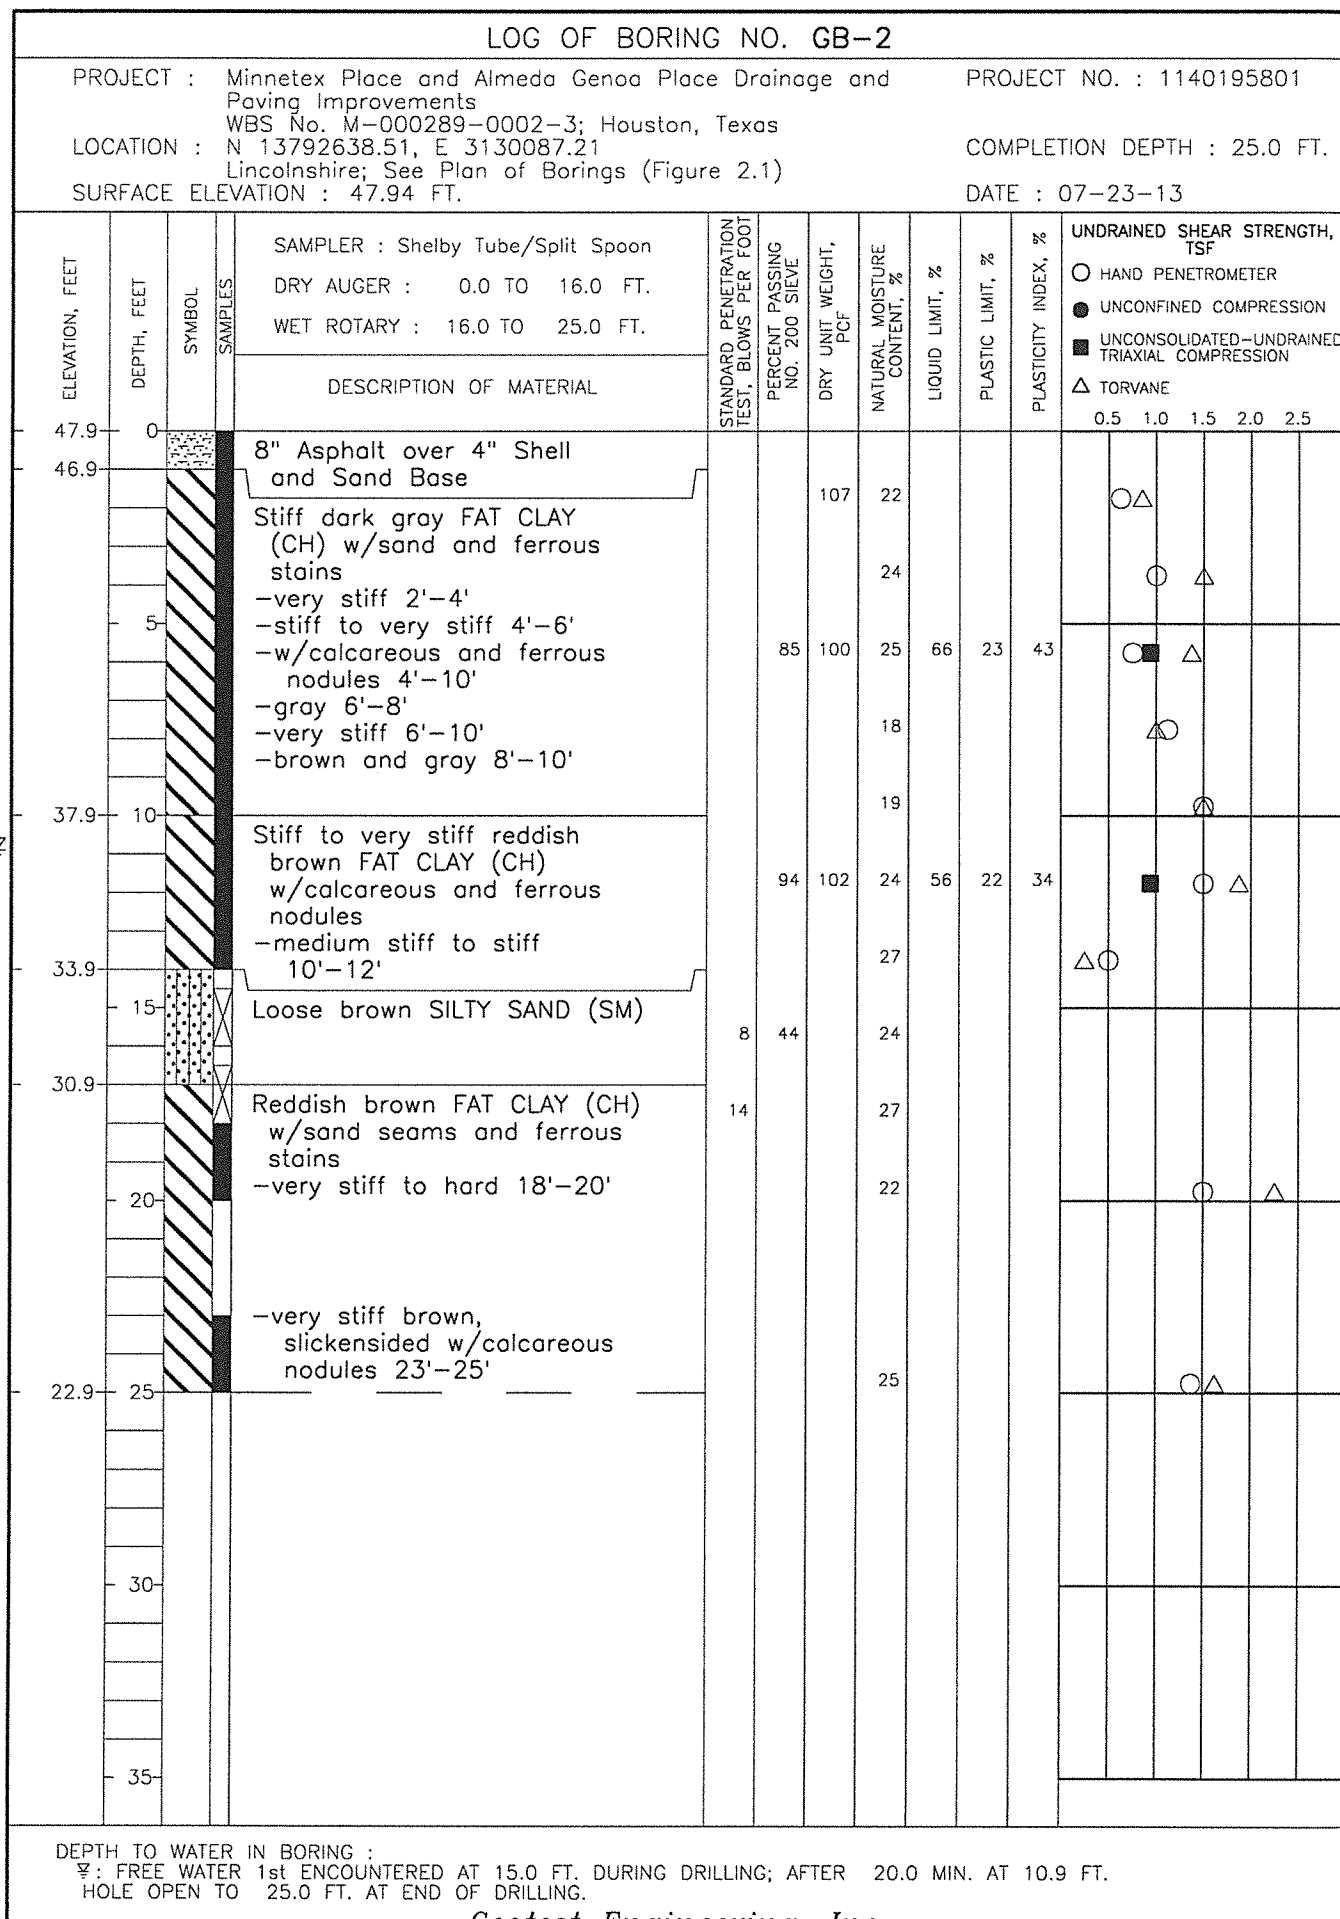 LOG OF BORING NO. GB-2
PROJECT : Minnetex Place and Almeda Genoa Place Drainage and
Paving Improvements
WBS No. M-000289-0002-3; Houston, Texas
PROJECT NO. : 1140195801
LOCATION : N 13792638.51, E 3130087.21
Lincolnshire; See Plan of Borings (Figure 2.1)
COMPLETION DEPTH : 25.0 FT.
SURFACE ELEVATION : 47.94 FT.
DATE : 07-23-13
ELEVATION, FEET
DEPTH, FEET
SYMBOL
SAMPLES
SAMPLER : Shelby Tube/Split Spoon
DRY AUGER : 0.0 TO 16.0 FT.
WET ROTARY : 16.0 TO 25.0 FT.
DESCRIPTION OF MATERIAL
STANDARD PENETRATION
TEST, BLOWS PER FOOT
PERCENT PASSING
NO. 200 SIEVE
DRY UNIT WEIGHT,
PCF
NATURAL MOISTURE
CONTENT, %
LIQUID LIMIT, %
PLASTIC LIMIT, %
PLASTICITY INDEX, %
UNDRAINED SHEAR STRENGTH,
TSF
HAND PENETROMETER
UNCONFINED COMPRESSION
UNCONSOLIDATED-UNDRAINED
TRIAXIAL COMPRESSION
TORVANE
0.5 1.0 1.5 2.0 2.5
47.9 0
8" Asphalt over 4" Shell
and Sand Base
46.9
107 22
Stiff dark gray FAT CLAY
(CH) w/sand and ferrous
stains
24
-very stiff 2'-4'
5
-stiff to very stiff 4'-6'
-w/calcareous and ferrous
nodules 4'-10'
85 100 25 66 23 43
-gray 6'-8'
-very stiff 6'-10'
18
-brown and gray 8'-10'
19
37.9 10
Stiff to very stiff reddish
brown FAT CLAY (CH)
w/calcareous and ferrous
nodules
94 102 24 56 22 34
-medium stiff to stiff
10'-12'
27
33.9
15
Loose brown SILTY SAND (SM)
8 44 24
30.9
Reddish brown FAT CLAY (CH)
w/sand seams and ferrous
stains
14 27
-very stiff to hard 18'-20'
22
20
-very stiff brown,
slickensided w/calcareous
nodules 23'-25'
25
22.9 25
30
35
DEPTH TO WATER IN BORING :
: FREE WATER 1st ENCOUNTERED AT 15.0 FT. DURING DRILLING; AFTER 20.0 MIN. AT 10.9 FT.
HOLE OPEN TO 25.0 FT. AT END OF DRILLING.